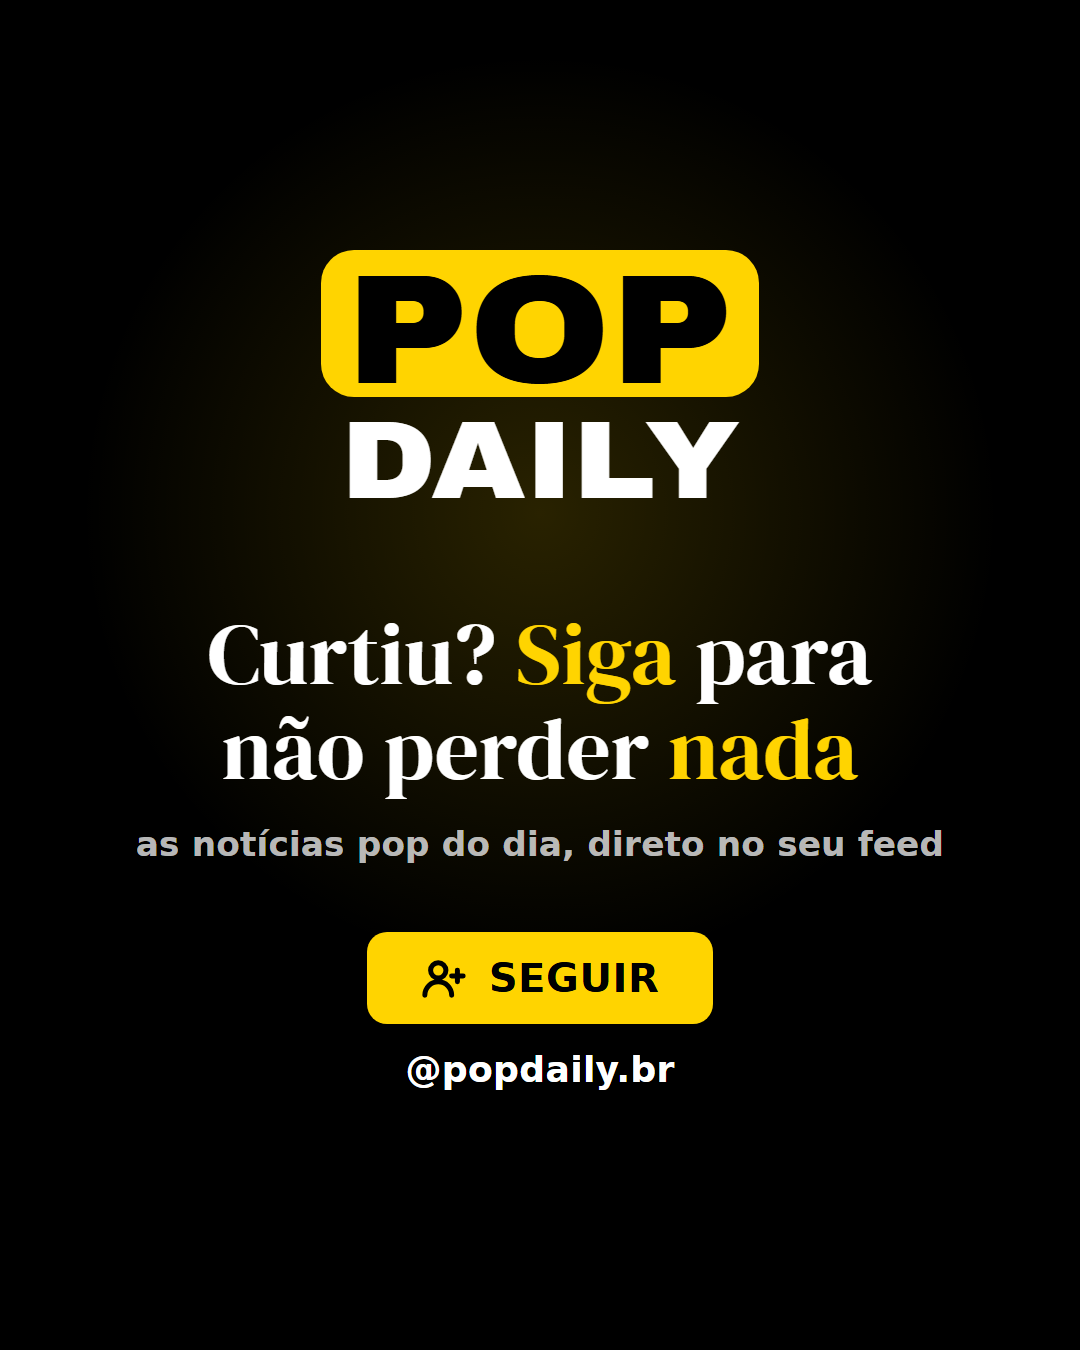 POP
DAILY
Curtiu? Siga para
não perder nada
as notícias pop do dia, direto no seu feed
SEGUIR
@popdaily.br